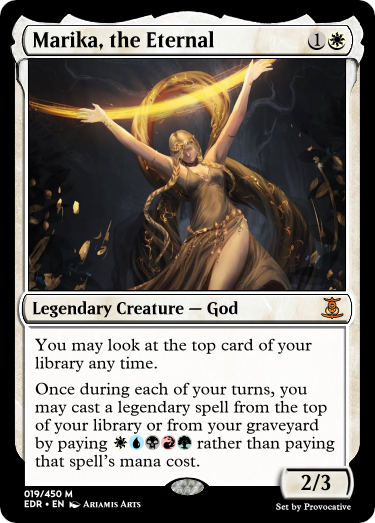 Marika, the Eternal 1
Legendary Creature — God
You may look at the top card of your
library any time.
Once during each of your turns, you
may cast a legendary spell from the top
of your library or from your graveyard
by paying rather than paying
that spell's mana cost.
2/3
019/450 M
EDR • EN Ariamis Arts
Set by Provocative